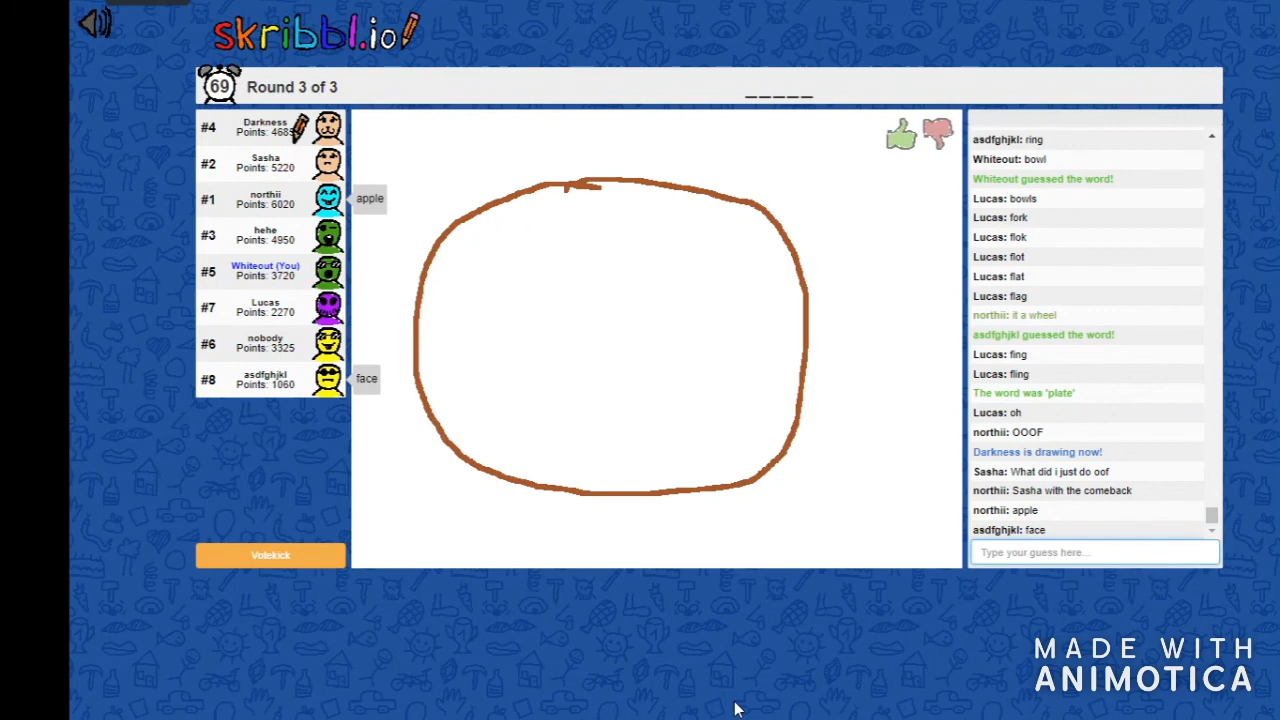 skribbl.io
69
Round 3 of 3
_____
#4
Darkness
Points: 4685
#2
Sasha
Points: 5220
#1
northii
Points: 6020
apple
#3
hehe
Points: 4950
#5
Whiteout (You)
Points: 3720
#7
Lucas
Points: 2270
#6
nobody
Points: 3325
#8
asdfghjkl
Points: 1060
face
Votekick
asdfghjkl: ring
Whiteout: bowl
Whiteout guessed the word!
Lucas: bowls
Lucas: fork
Lucas: flok
Lucas: flot
Lucas: flat
Lucas: flag
northii: it a wheel
asdfghjkl guessed the word!
Lucas: fing
Lucas: fling
The word was 'plate'
Lucas: oh
northii: OOOF
Darkness is drawing now!
Sasha: What did i just do oof
northii: Sasha with the comeback
northii: apple
asdfghjkl: face
Type your guess here...
MADE WITH
ANIMOTICA